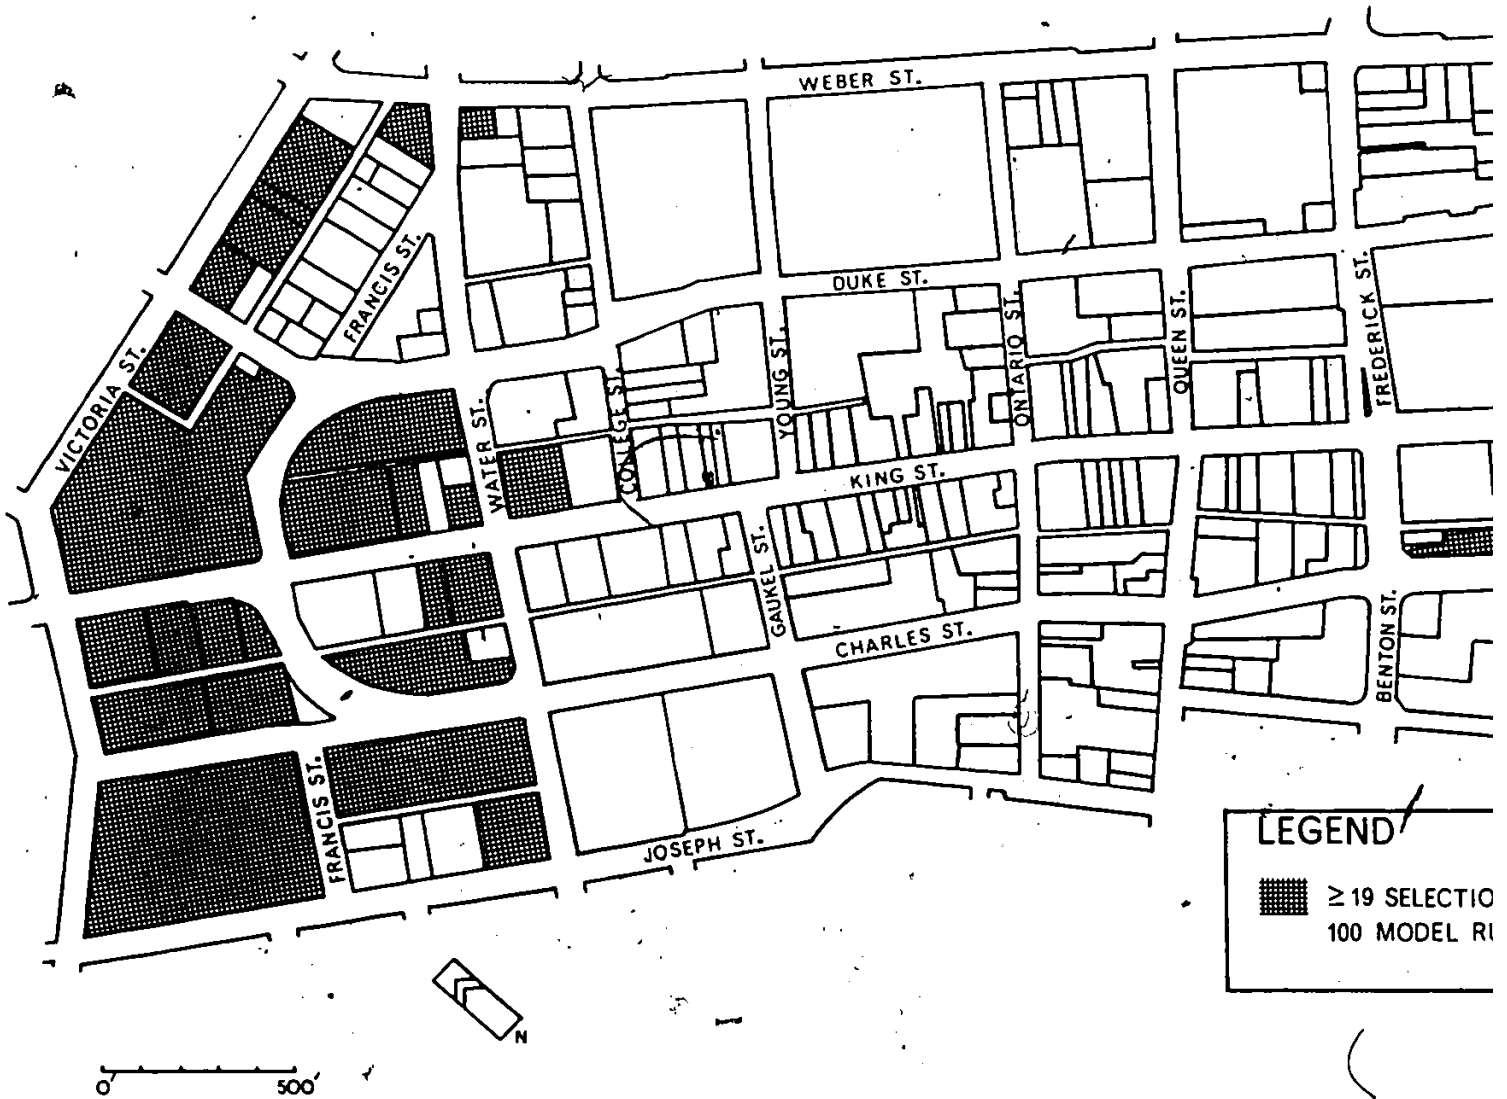 WEBER ST.
FRANCIS ST.
DUKE ST.
VICTORIA ST.
WATER ST.
COLLEGE ST.
YOUNG ST.
ONTARIO ST.
QUEEN ST.
FREDERICK ST.
KING ST.
GAUKEL ST.
CHARLES ST.
BENTON ST.
FRANCIS ST.
JOSEPH ST.
LEGEND
≥ 19 SELECTIO
100 MODEL RU
N
0'
500'